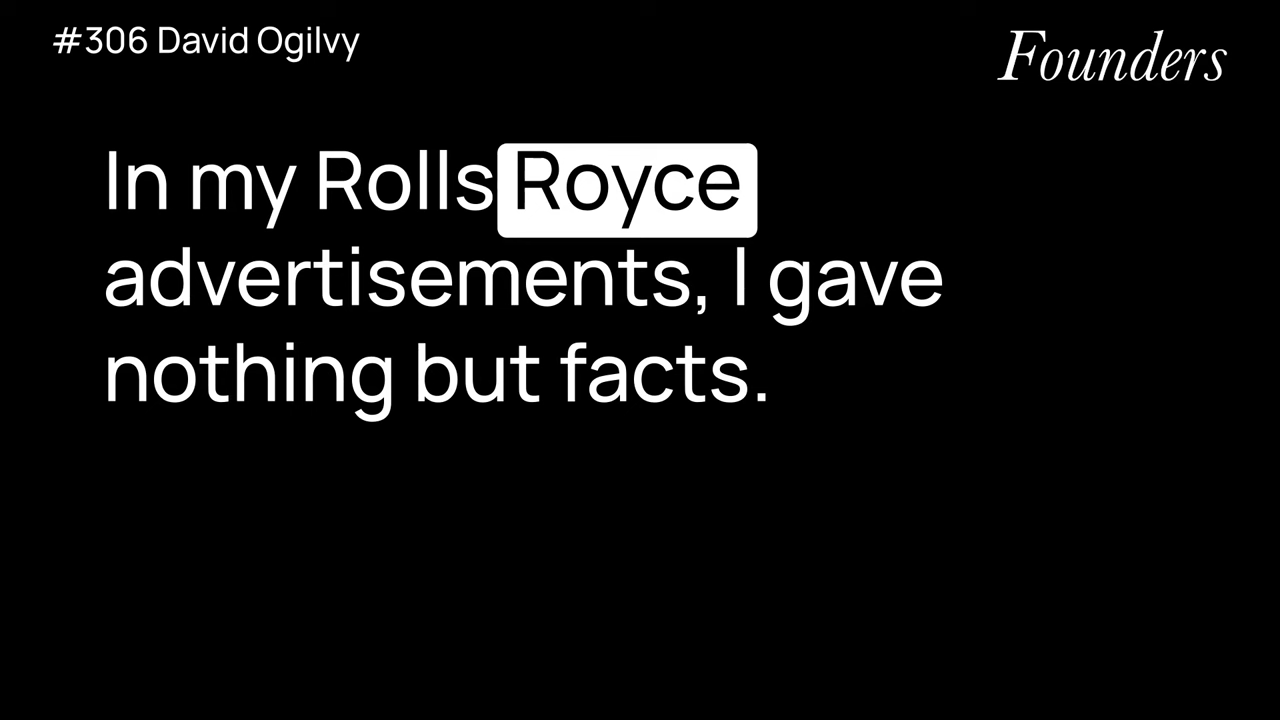 #306 David Ogilvy
Founders
In my Rolls Royce
advertisements, I gave
nothing but facts.